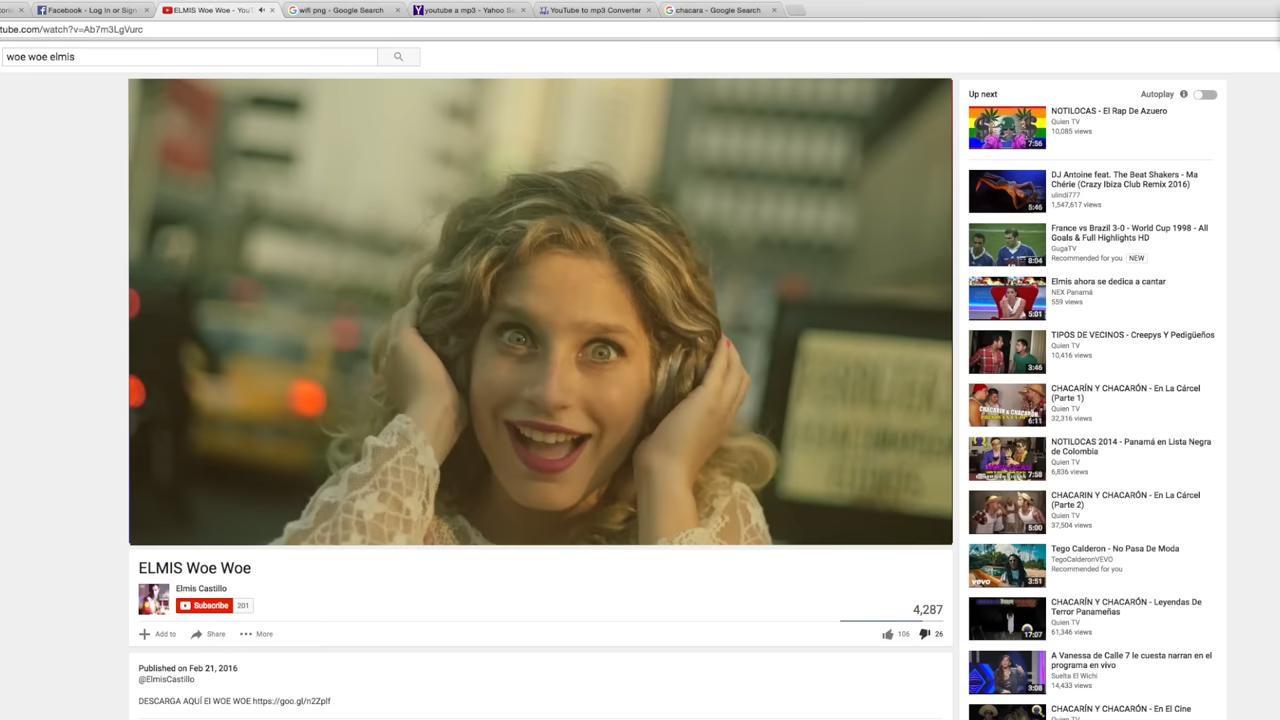 Facebook - Log In or Sign
ELMIS Woe Woe - YouT
wifi png - Google Search
youtube a mp3 - Yahoo Se
YouTube to mp3 Converter
chacara - Google Search
tube.com/watch?v=Ab7m3LgVurc
woe woe elmis
ELMIS Woe Woe
Elmis Castillo
Subscribe 201
4,287
Add to Share More
106 26
Published on Feb 21, 2016
@ElmisCastillo
DESCARGA AQUÍ El WOE WOE https://goo.gl/n2Zplf
Up next
Autoplay
NOTILOCAS - El Rap De Azuero
Quien TV
10,085 views
7:56
DJ Antoine feat. The Beat Shakers - Ma
Chérie (Crazy Ibiza Club Remix 2016)
ulindi777
1,547,617 views
5:46
France vs Brazil 3-0 - World Cup 1998 - All
Goals & Full Highlights HD
GugaTV
Recommended for you NEW
8:04
Elmis ahora se dedica a cantar
NEX Panamá
559 views
5:01
TIPOS DE VECINOS - Creepys Y Pedigüeños
Quien TV
10,416 views
3:46
CHACARÍN Y CHACARÓN - En La Cárcel
(Parte 1)
Quien TV
32,316 views
CHACARIN & CHACARON
6:11
NOTILOCAS 2014 - Panamá en Lista Negra
de Colombia
Quien TV
6,836 views
7:58
CHACARIN Y CHACARÓN - En La Cárcel
(Parte 2)
Quien TV
37,504 views
5:00
Tego Calderon - No Pasa De Moda
TegoCalderonVEVO
Recommended for you
vevo
3:51
CHACARÍN Y CHACARÓN - Leyendas De
Terror Panameñas
Quien TV
61,346 views
17:07
A Vanessa de Calle 7 le cuesta narran en el
programa en vivo
Suelta El Wichi
14,433 views
3:08
CHACARÍN Y CHACARÓN - En El Cine